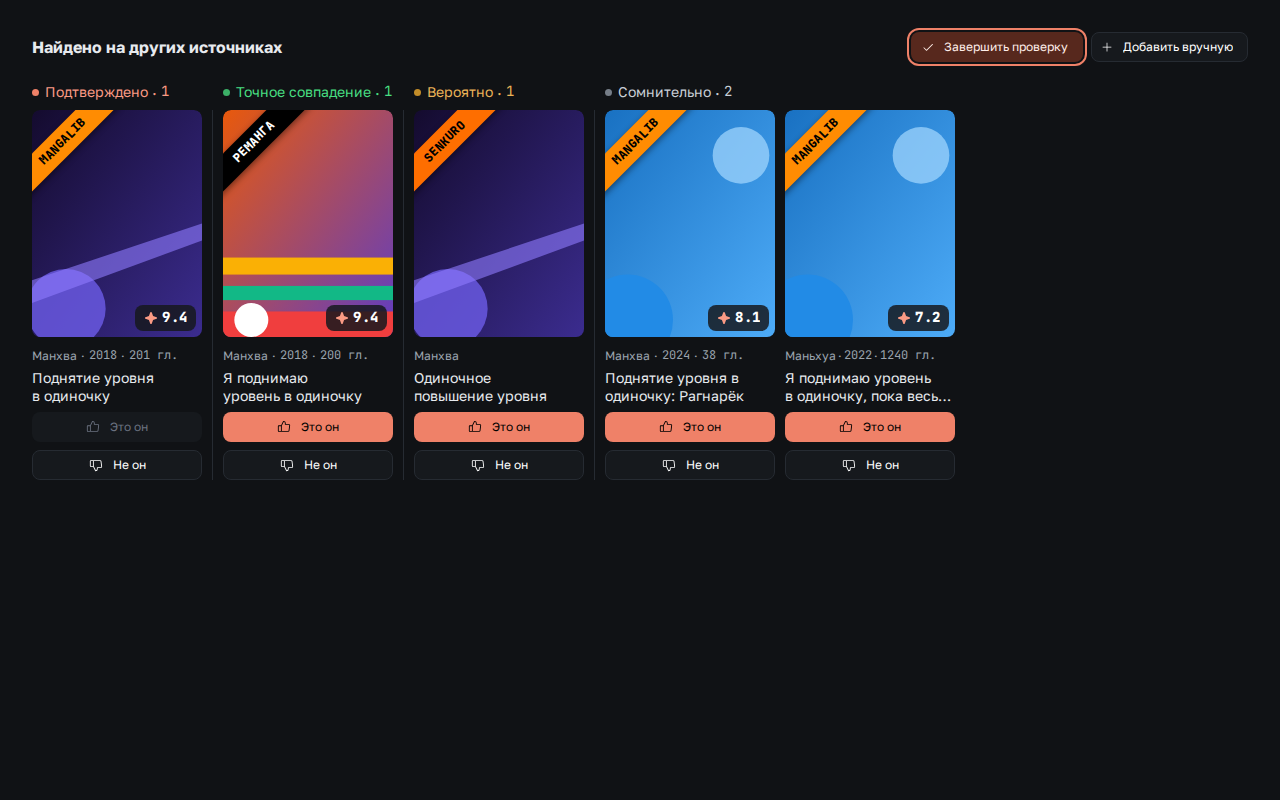 Найдено на других источниках
Завершить проверку
Добавить вручную
Подтверждено · 1
Точное совпадение · 1
Вероятно · 1
Сомнительно · 2
MANGALIB
РЕМАНГА
SENKURO
MANGALIB
MANGALIB
9.4
9.4
8.1
7.2
Манхва · 2018 · 201 гл.
Поднятие уровня
в одиночку
Это он
Не он
Манхва · 2018 · 200 гл.
Я поднимаю
уровень в одиночку
Это он
Не он
Манхва
Одиночное
повышение уровня
Это он
Не он
Манхва · 2024 · 38 гл.
Поднятие уровня в
одиночку: Рагнарёк
Это он
Не он
Маньхуа · 2022 · 1240 гл.
Я поднимаю уровень
в одиночку, пока весь…
Это он
Не он